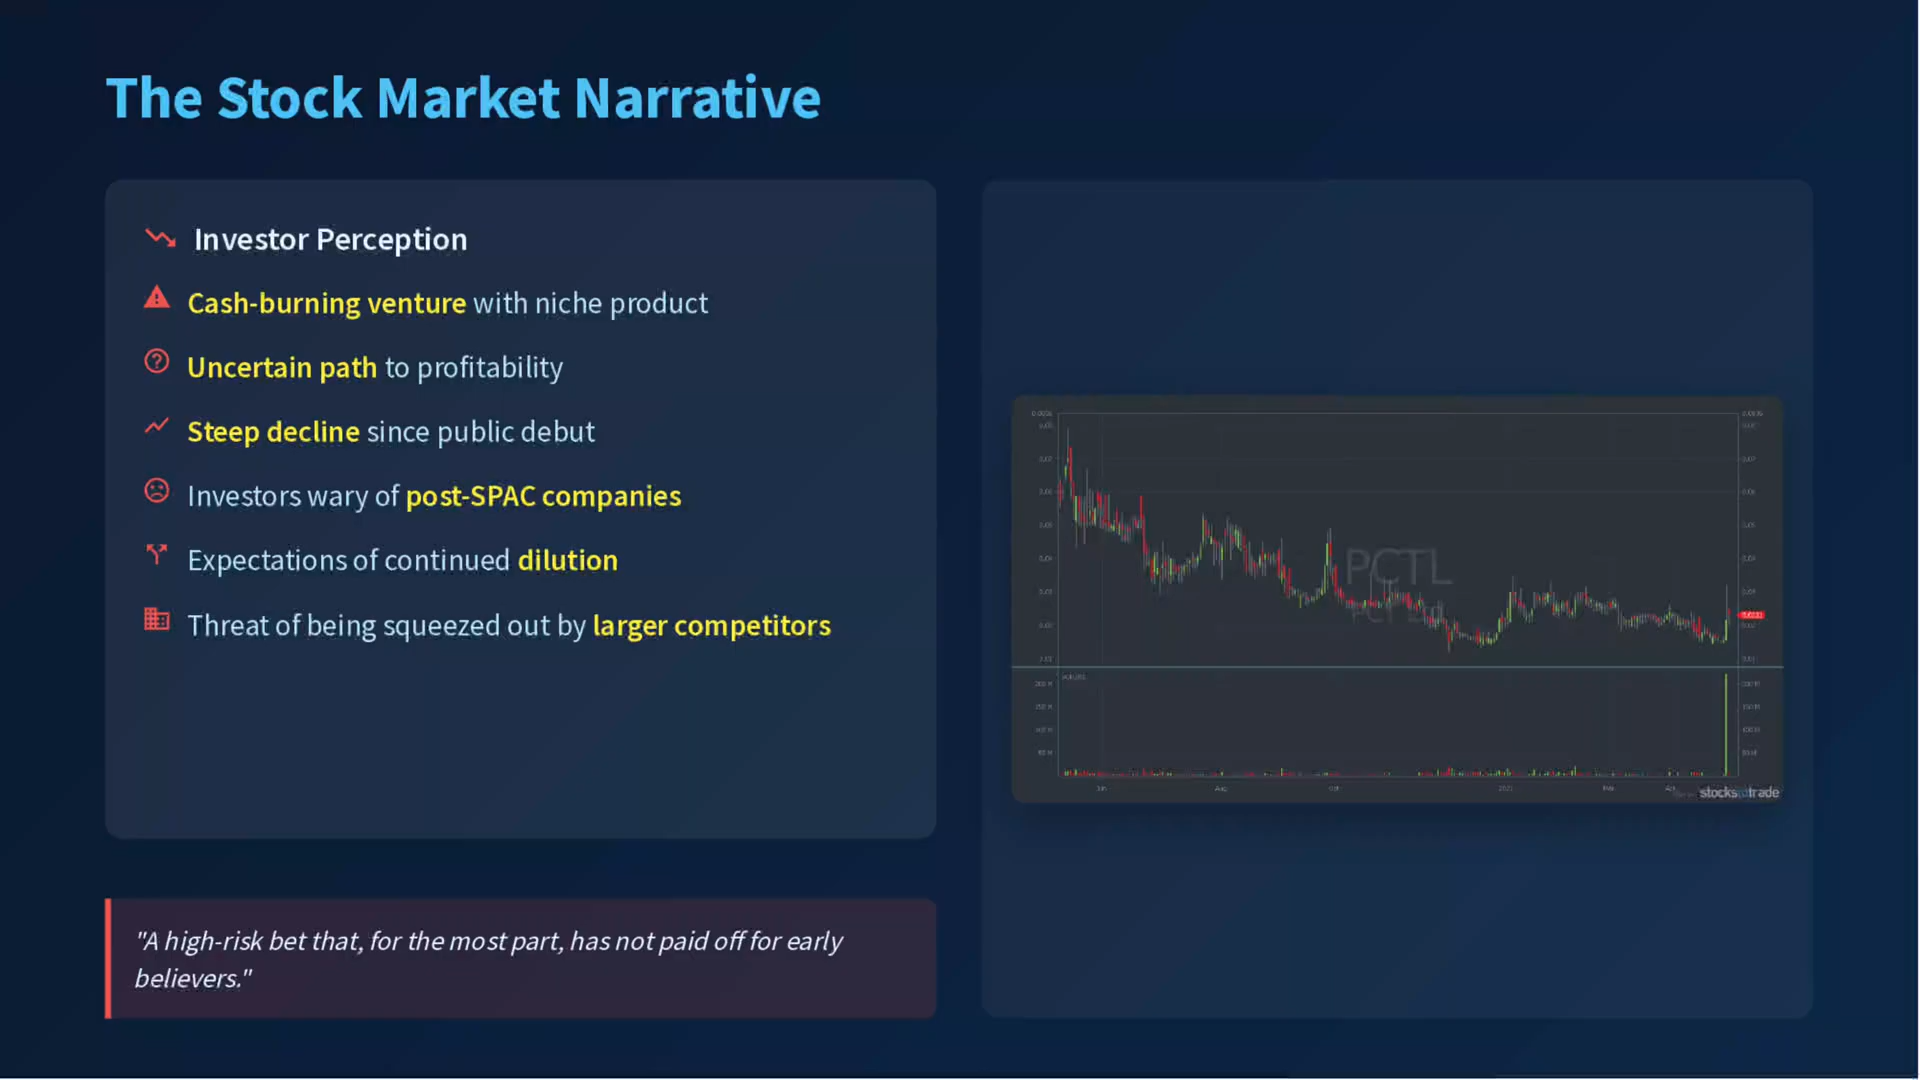 The Stock Market Narrative
Investor Perception
Cash-burning venture with niche product
Uncertain path to profitability
Steep decline since public debut
Investors wary of post-SPAC companies
Expectations of continued dilution
Threat of being squeezed out by larger competitors
"A high-risk bet that, for the most part, has not paid off for early
believers."
PCTL